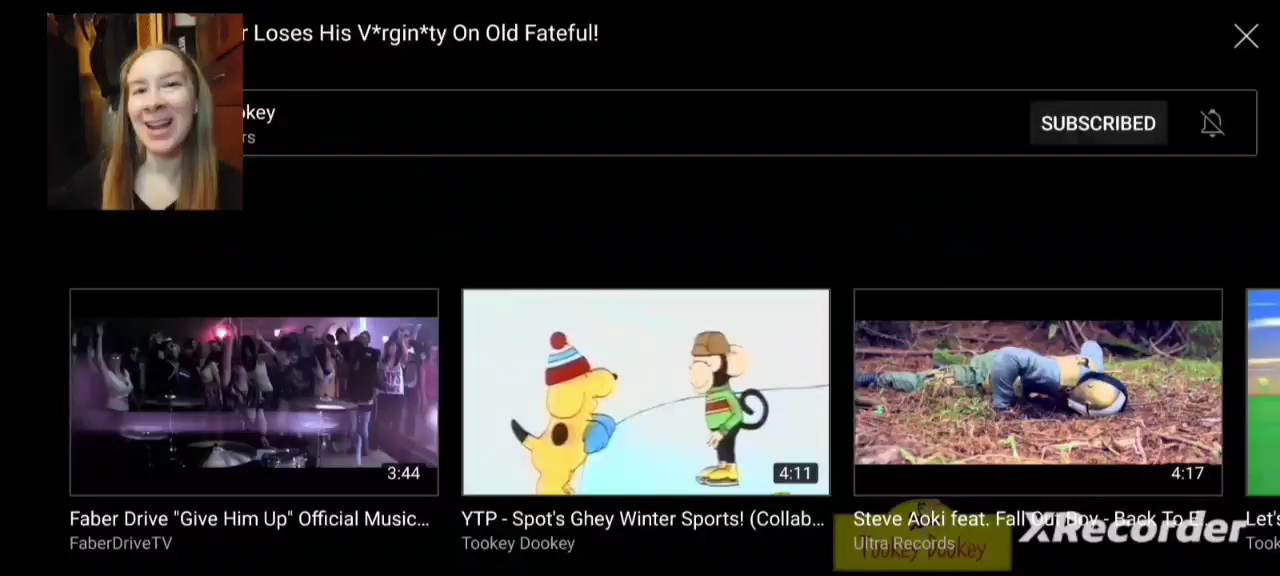 r Loses His V*rgin*ty On Old Fateful!
okey
rs
SUBSCRIBED
3:44
4:11
4:17
Faber Drive "Give Him Up" Official Music...
FaberDriveTV
YTP - Spot's Ghey Winter Sports! (Collab...
Tookey Dookey
Steve Aoki feat. Fall Out Boy - Back To E
Ultra Records
Let's
Took
Tookey Dookey
XRecorder